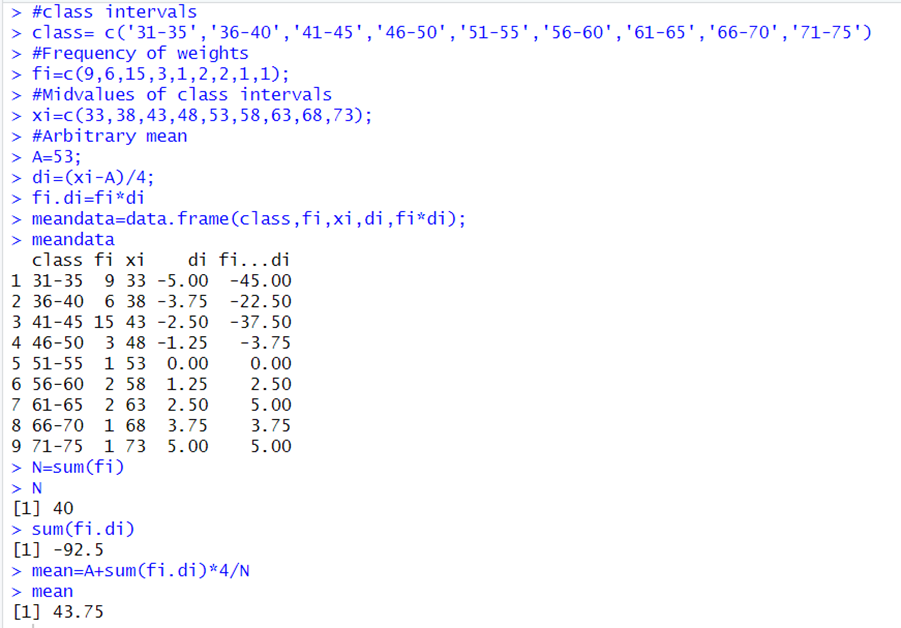 > #class intervals
> class= c('31-35','36-40','41-45','46-50','51-55','56-60','61-65','66-70','71-75')
> #Frequency of weights
> fi=c(9,6,15,3,1,2,2,1,1);
> #Midvalues of class intervals
> xi=c(33,38,43,48,53,58,63,68,73);
> #Arbitrary mean
> A=53;
> di=(xi-A)/4;
> fi.di=fi*di
> meandata=data.frame(class,fi,xi,di,fi*di);
> meandata
  class fi xi    di fi...di
1 31-35  9 33 -5.00  -45.00
2 36-40  6 38 -3.75  -22.50
3 41-45 15 43 -2.50  -37.50
4 46-50  3 48 -1.25   -3.75
5 51-55  1 53  0.00    0.00
6 56-60  2 58  1.25    2.50
7 61-65  2 63  2.50    5.00
8 66-70  1 68  3.75    3.75
9 71-75  1 73  5.00    5.00
> N=sum(fi)
> N
[1] 40
> sum(fi.di)
[1] -92.5
> mean=A+sum(fi.di)*4/N
> mean
[1] 43.75